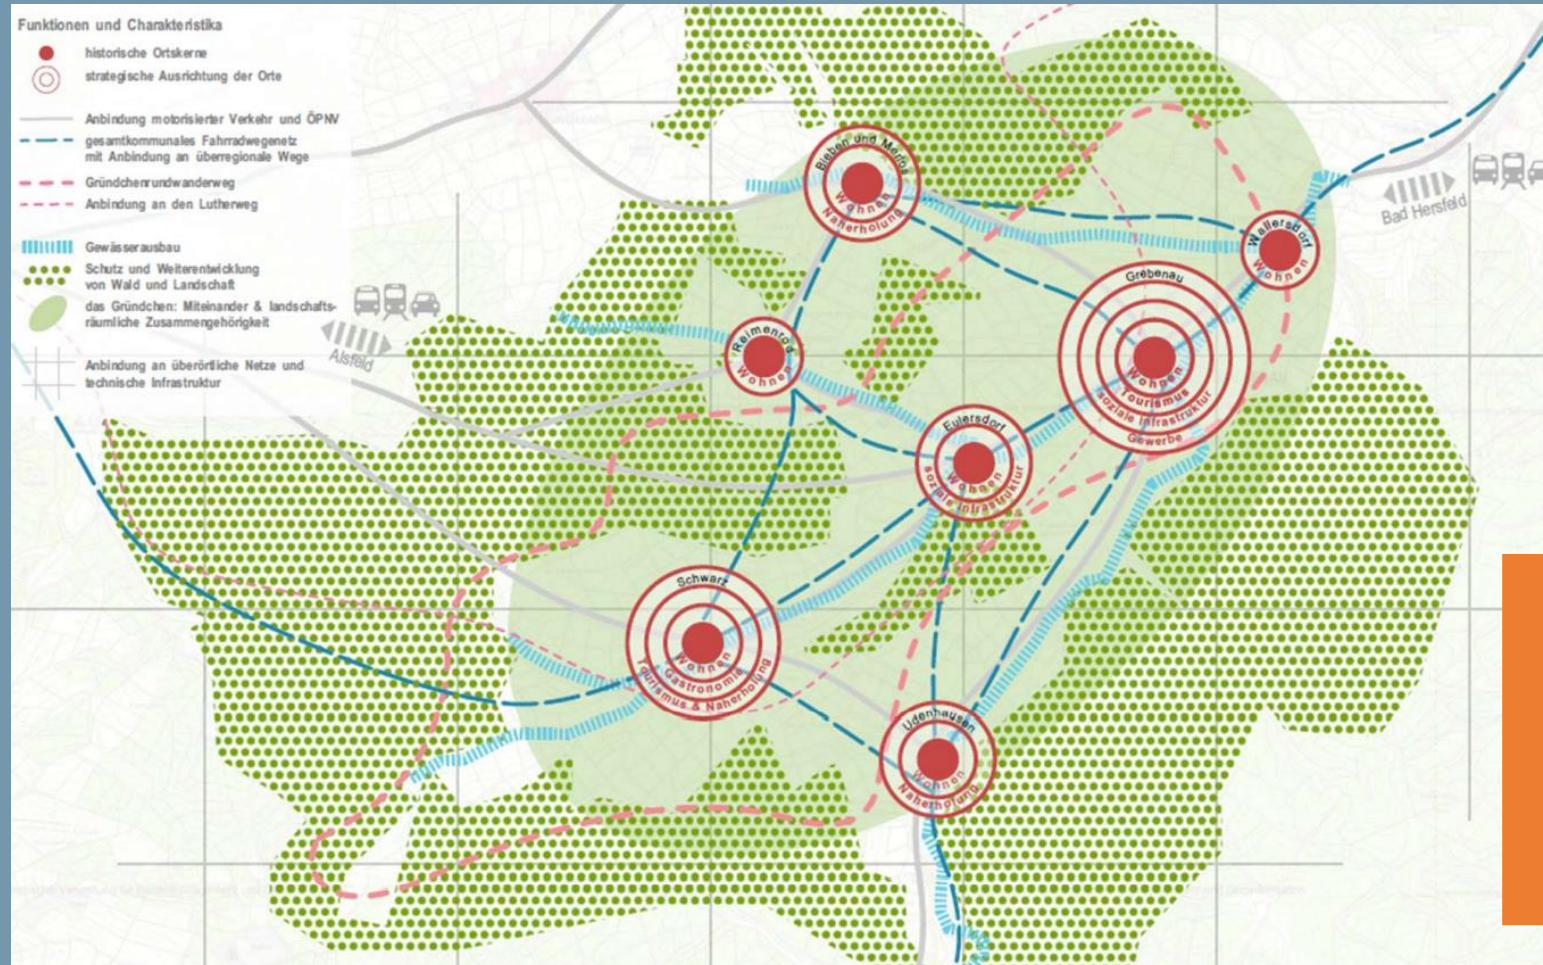 Funktionen und Charakteristika
historische Ortskerne
strategische Ausrichtung der Orte
Anbindung motorisierter Verkehr und ÖPNV
gesamtkommunales Fahrradwegenetz
mit Anbindung an überregionale Wege
Gründchenrundwanderweg
Anbindung an den Lutherweg
Gewässerausbau
Schutz und Weiterentwicklung
von Wald und Landschaft
das Gründchen: Miteinander & landschafts-
räumliche Zusammengehörigkeit
Anbindung an überörtliche Netze und
technische Infrastruktur
Alsfeld
Bad Hersfeld
Bieben und Merlos
Wohnen
Naherholung
Wallersdorf
Wohnen
Grebenau
Wohnen
Tourismus
soziale Infrastruktur
Gewerbe
Reimenrod
Wohnen
Eulersdorf
Wohnen
soziale Infrastruktur
Schwarz
Wohnen
Gastronomie
Tourismus & Naherholung
Udenhausen
Wohnen
Naherholung